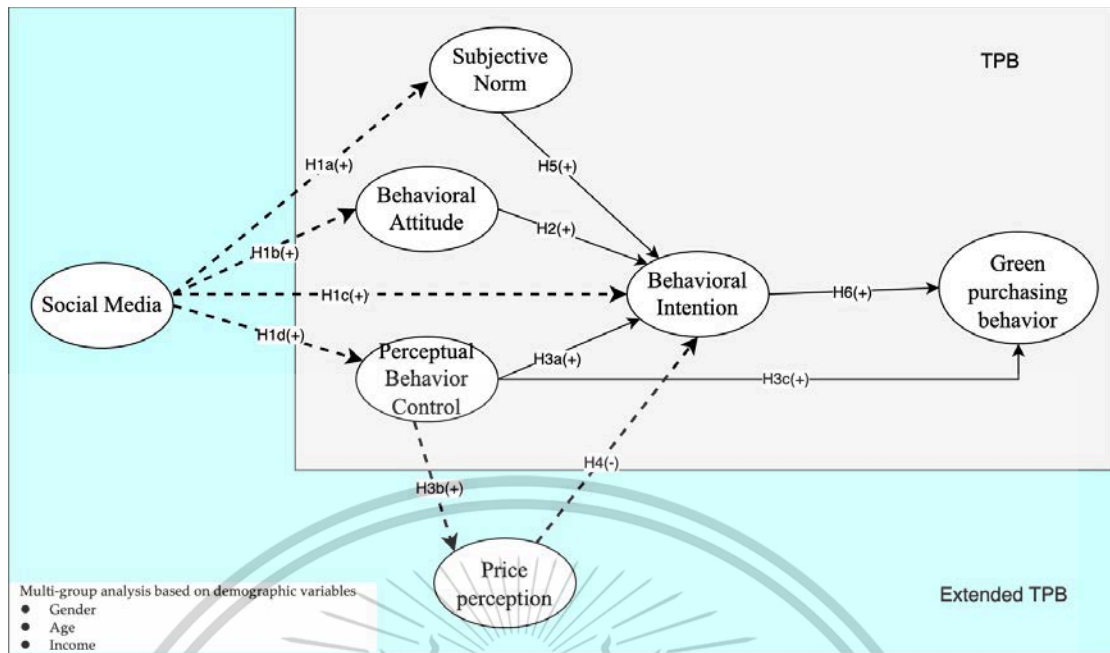 Subjective
Norm
TPB
H1a(+)
H5(+)
Behavioral
Attitude
H2(+)
H1b(+)
Social Media
H1c(+)
Behavioral
Intention
H6(+)
Green
purchasing
behavior
H1d(+)
Perceptual
Behavior
Control
H3a(+)
H3c(+)
H4(-)
H3b(+)
Price
perception
Extended TPB
Multi-group analysis based on demographic variables
● Gender
● Age
● Income